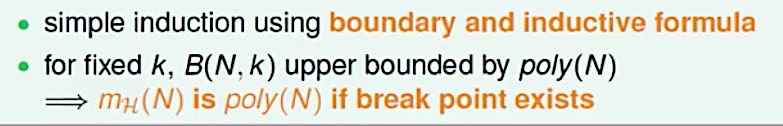 • simple induction using boundary and inductive formula
• for fixed k, B(N, k) upper bounded by poly(N)
⟹ m_ℋ(N) is poly(N) if break point exists